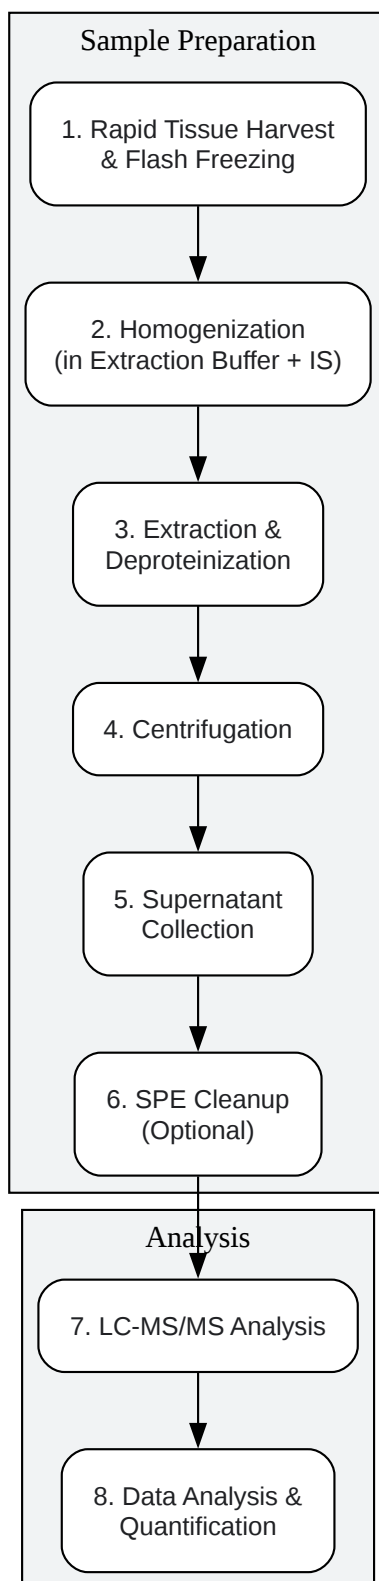 Sample Preparation
1. Rapid Tissue Harvest
& Flash Freezing
2. Homogenization
(in Extraction Buffer + IS)
3. Extraction &
Deproteinization
4. Centrifugation
5. Supernatant
Collection
6. SPE Cleanup
(Optional)
Analysis
7. LC-MS/MS Analysis
8. Data Analysis &
Quantification